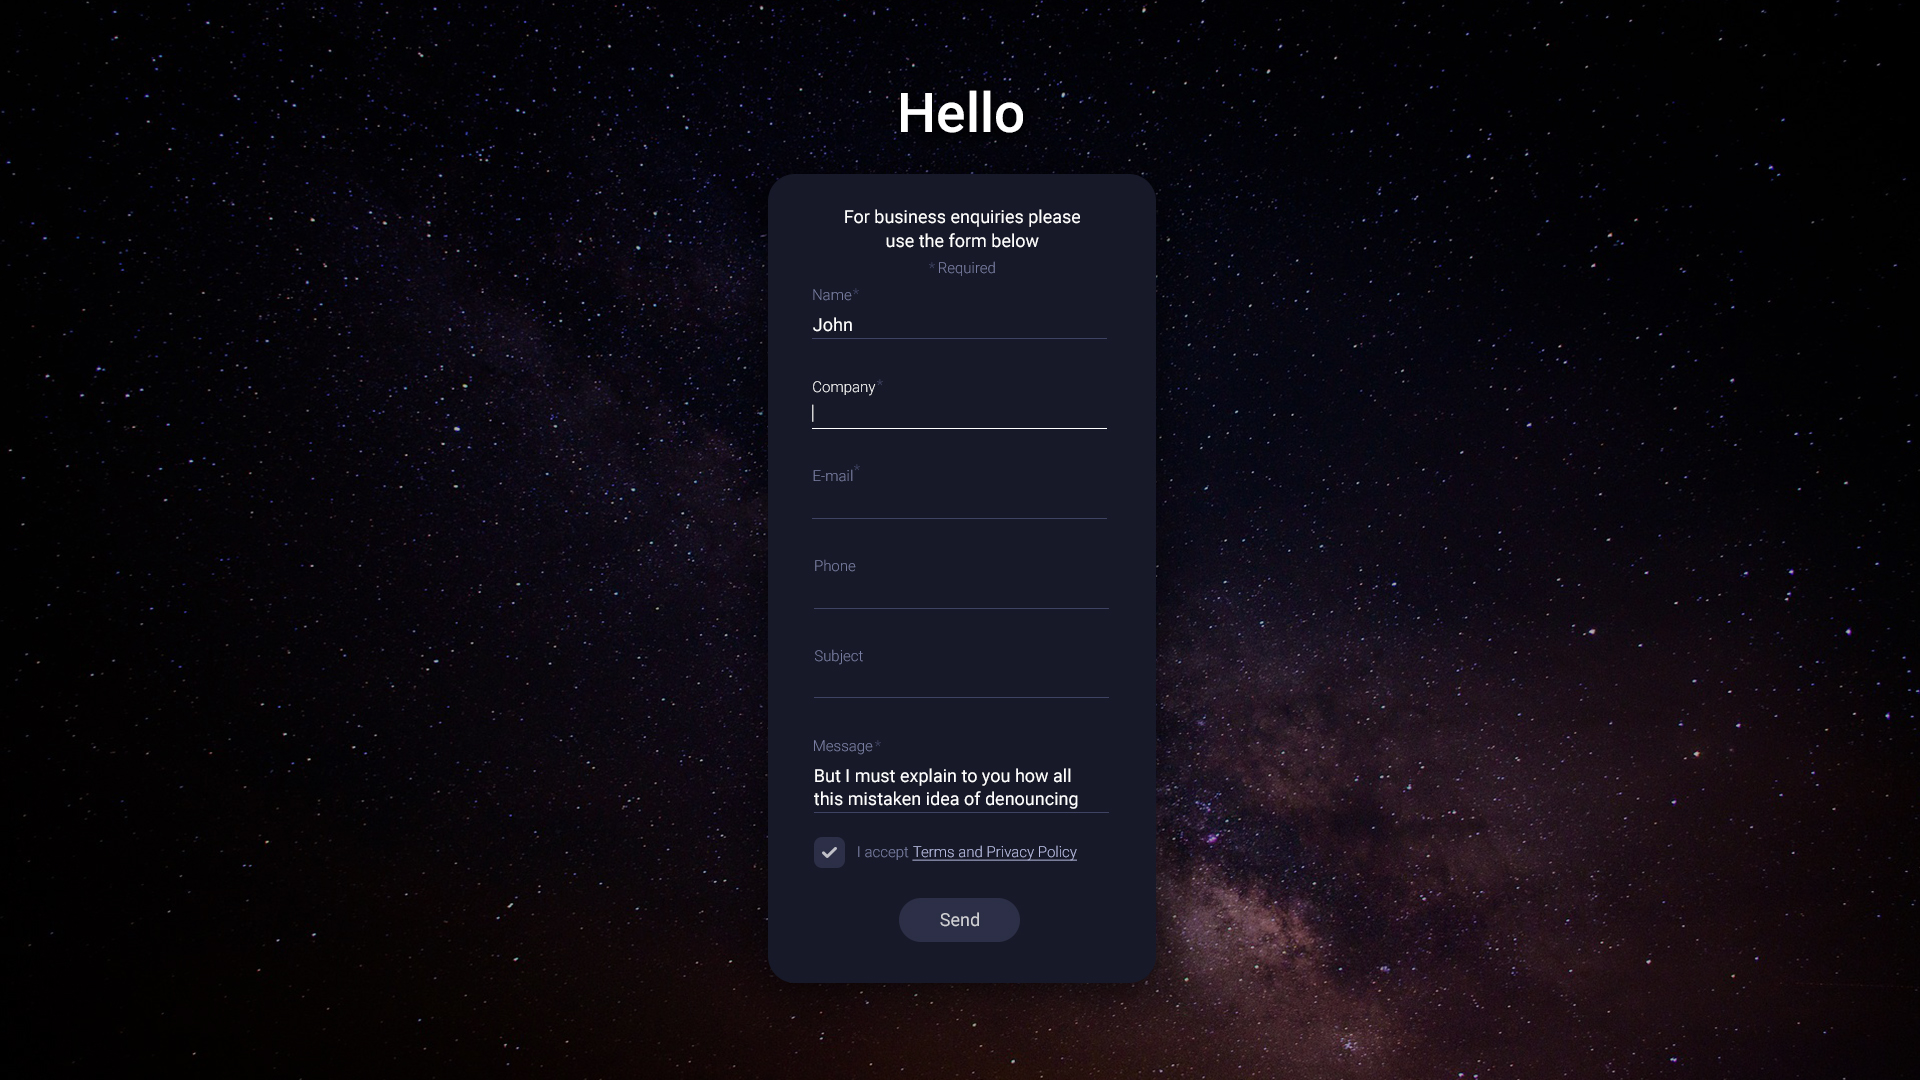 Hello
For business enquiries please
use the form below
* Required
Name*
John
Company*
E-mail*
Phone
Subject
Message*
But I must explain to you how all
this mistaken idea of denouncing
I accept Terms and Privacy Policy
Send